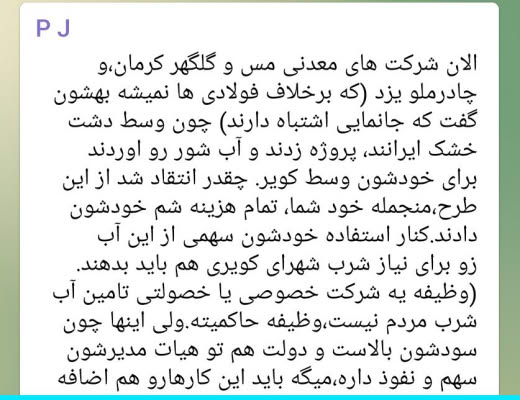 P J
الان شرکت های معدنی مس و گلگهر کرمان،و
چادرملو یزد (که برخلاف فولادی ها نمیشه بهشون
گفت که جانمایی اشتباه دارند) چون وسط دشت
خشک ایرانند، پروژه زدند و آب شور رو اوردند
برای خودشون وسط کویر. چقدر انتقاد شد از این
طرح،منجمله خود شما، تمام هزینه شم خودشون
دادند.کنار استفاده خودشون سهمی از این آب
زو برای نیاز شرب شهرای کویری هم باید بدهند.
(وظیفه یه شرکت خصوصی یا خصولتی تامین آب
شرب مردم نیست،وظیفه حاکمیته.ولی اینها چون
سودشون بالاست و دولت هم تو هیات مدیرشون
سهم و نفوذ داره،میگه باید این کارهارو هم اضافه